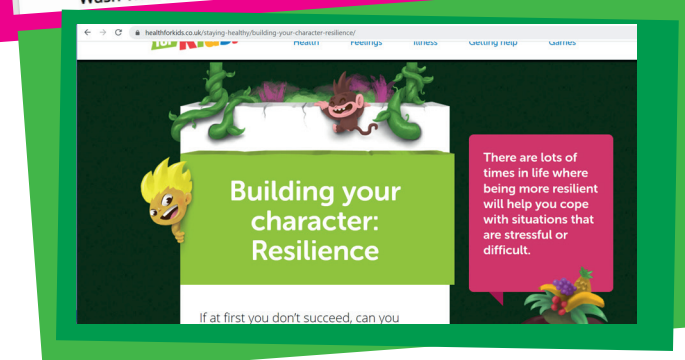 healthforkids.co.uk/staying-healthy/building-your-character-resilience/
for KIDS!
Health Feelings Illness Getting help Games
Building your
character:
Resilience
There are lots of
times in life where
being more resilient
will help you cope
with situations that
are stressful or
difficult.
If at first you don't succeed, can you